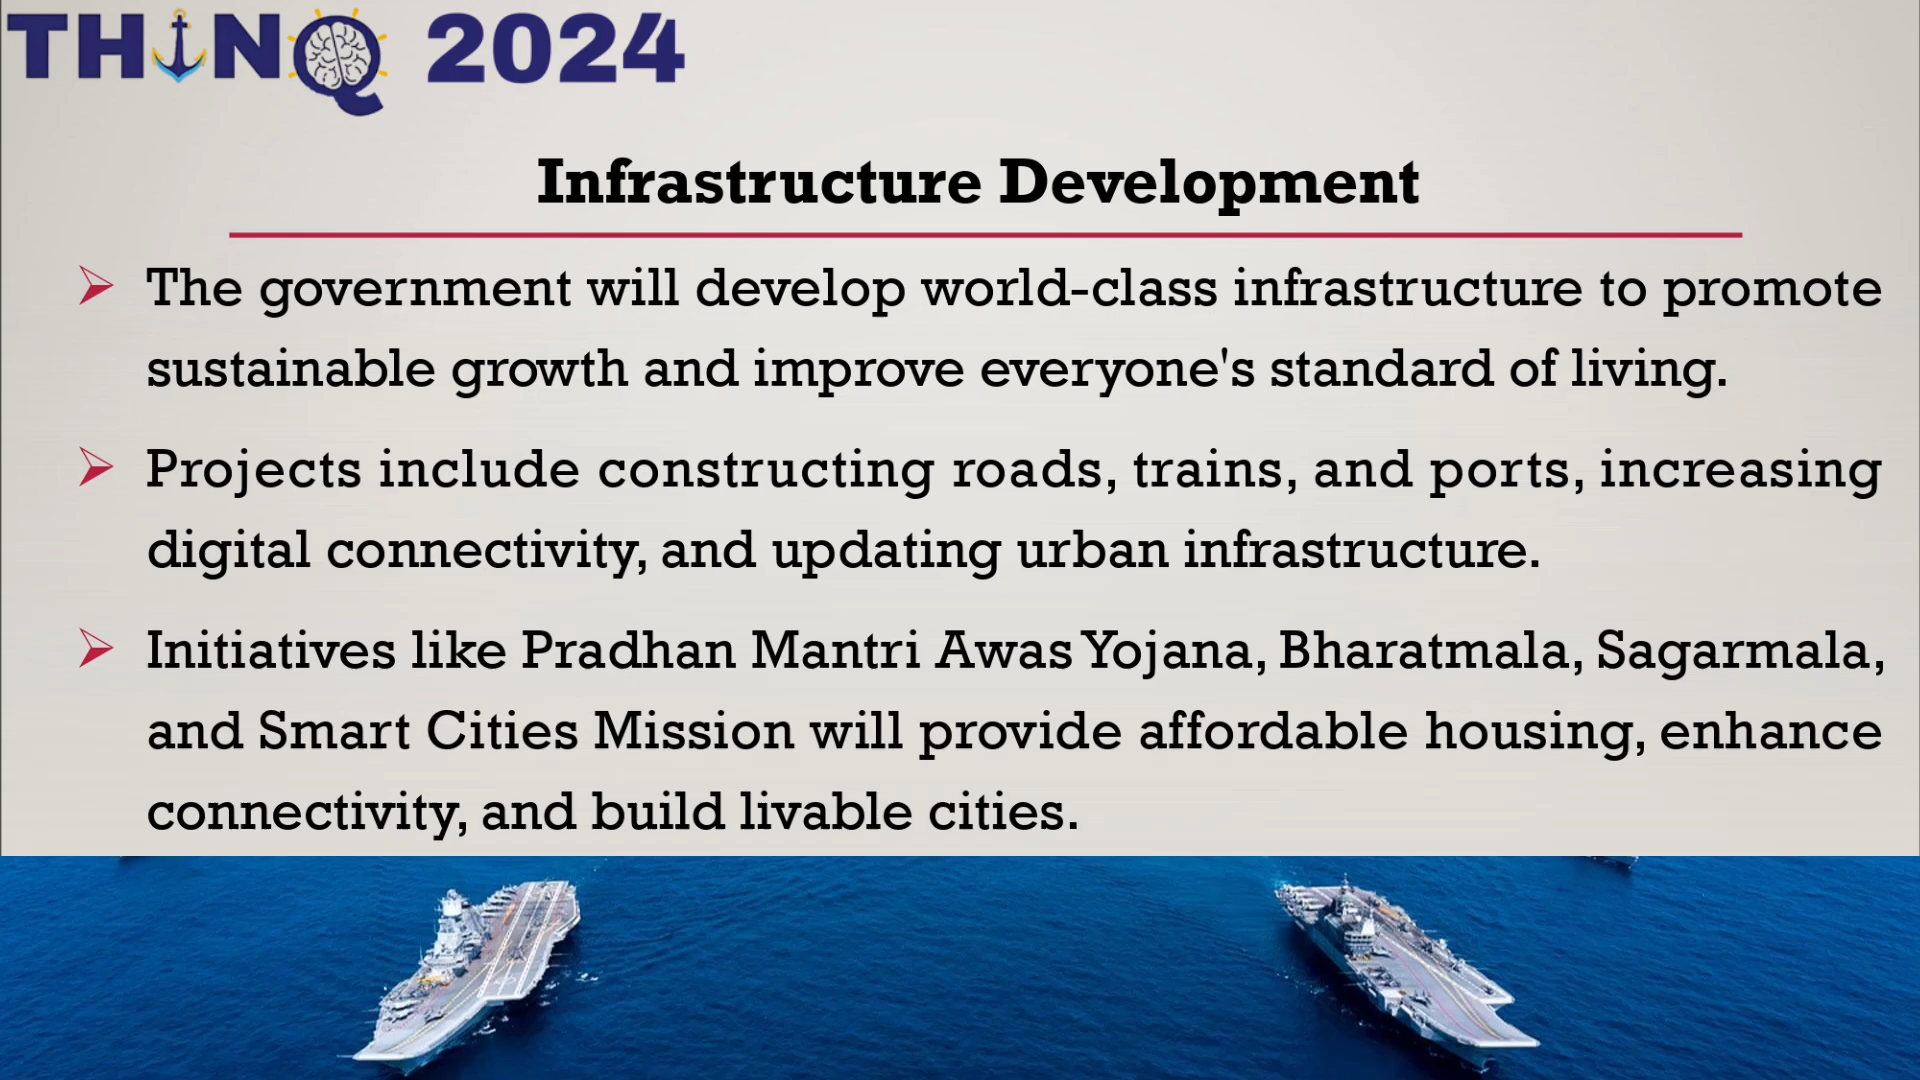 THINQ 2024
Infrastructure Development
The government will develop world-class infrastructure to promote
sustainable growth and improve everyone's standard of living.
Projects include constructing roads, trains, and ports, increasing
digital connectivity, and updating urban infrastructure.
Initiatives like Pradhan Mantri Awas Yojana, Bharatmala, Sagarmala,
and Smart Cities Mission will provide affordable housing, enhance
connectivity, and build livable cities.